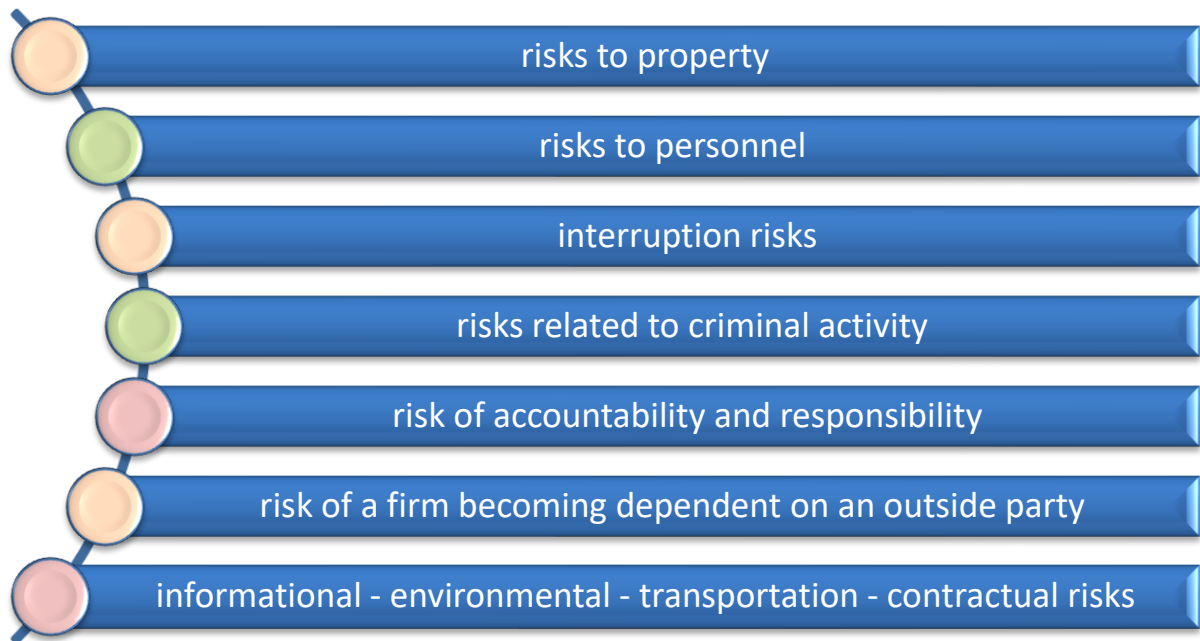 risks to property
risks to personnel
interruption risks
risks related to criminal activity
risk of accountability and responsibility
risk of a firm becoming dependent on an outside party
informational - environmental - transportation - contractual risks